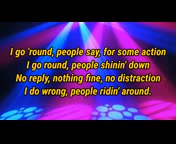 I go 'round, people say, for some action
I go round, people shinin' down
No reply, nothing fine, no distraction
I do wrong, people ridin' around.